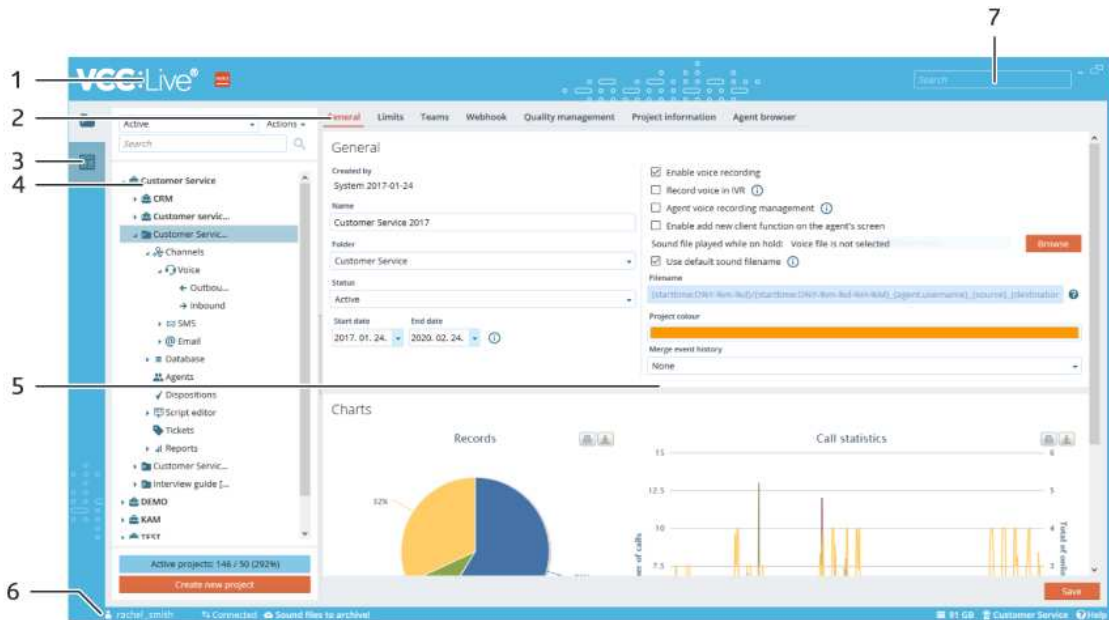 7
1
VCC:Live®
Search
2
Active
Actions
General Limits Teams Webhook Quality management Project information Agent browser
Search
General
3
4
Created by
System 2017-01-24
Name
Customer Service 2017
Folder
Customer Service
Status
Active
Start date End date
2017. 01. 24. 2020. 02. 24.
Enable voice recording
Record voice in IVR
Agent voice recording management
Enable add new client function on the agent's screen
Sound file played while on hold: Voice file is not selected
Browse
Use default sound filename
Filename
Project colour
Merge event history
None
Customer Service
CRM
Customer servic...
Customer Servic...
Channels
Voice
Outbou...
Inbound
SMS
Email
Database
Agents
Dispositions
Script editor
Tickets
Reports
Customer Servic...
Interview guide [...
DEMO
KAM
TEST
5
Charts
Records
32%
Call statistics
15
12.5
10
7.5
6
5
4
3
Active projects: 146 / 50 (292%)
Create new project
Save
6
rachel_smith Connected Sound files to archive!
91 GB Customer Service Help